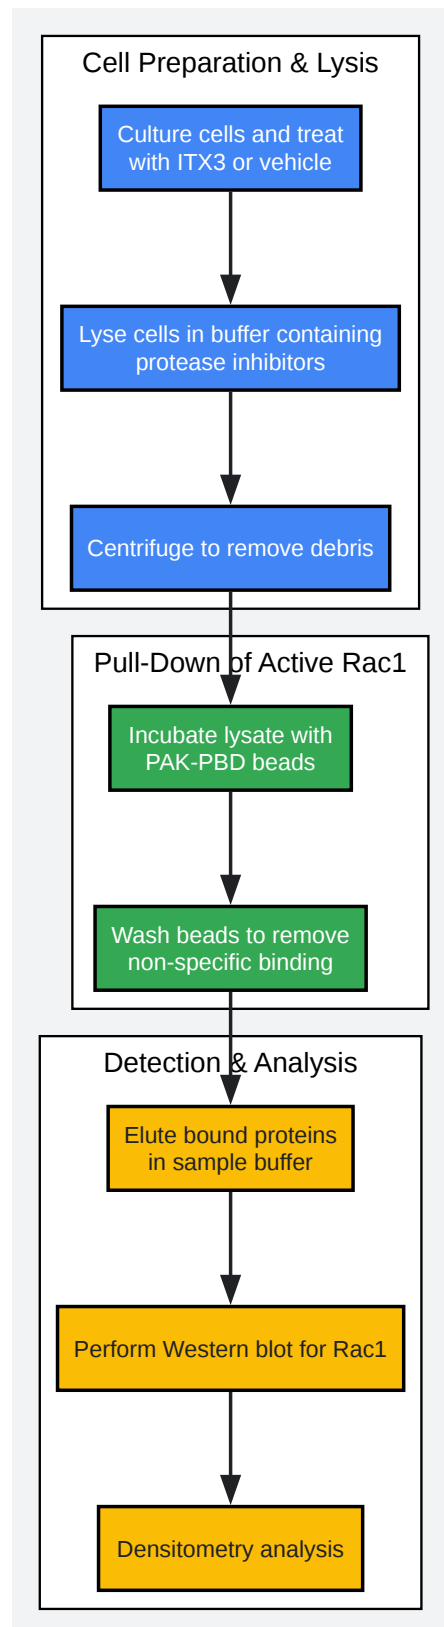 Cell Preparation & Lysis
Culture cells and treat
with ITX3 or vehicle
Lyse cells in buffer containing
protease inhibitors
Centrifuge to remove debris
Pull-Down of Active Rac1
Incubate lysate with
PAK-PBD beads
Wash beads to remove
non-specific binding
Detection & Analysis
Elute bound proteins
in sample buffer
Perform Western blot for Rac1
Densitometry analysis